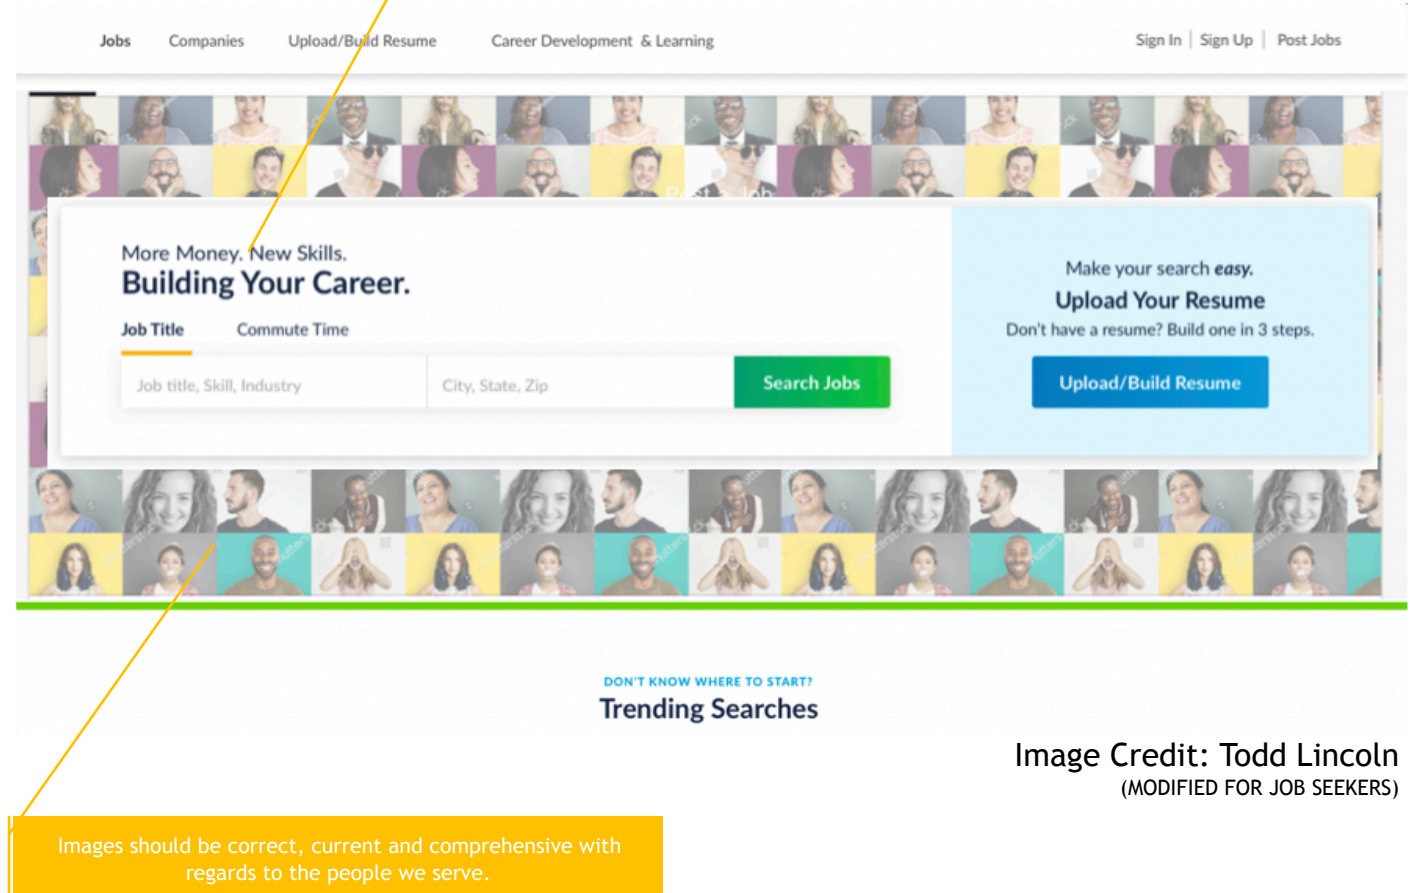 Jobs Companies Upload/Build Resume Career Development & Learning Sign In | Sign Up | Post Jobs
Post a Job
More Money. New Skills.
Building Your Career.
Job Title Commute Time
Job title, Skill, Industry City, State, Zip Search Jobs
Make your search easy.
Upload Your Resume
Don't have a resume? Build one in 3 steps.
Upload/Build Resume
DON'T KNOW WHERE TO START?
Trending Searches
Image Credit: Todd Lincoln
(MODIFIED FOR JOB SEEKERS)
Images should be correct, current and comprehensive with
regards to the people we serve.